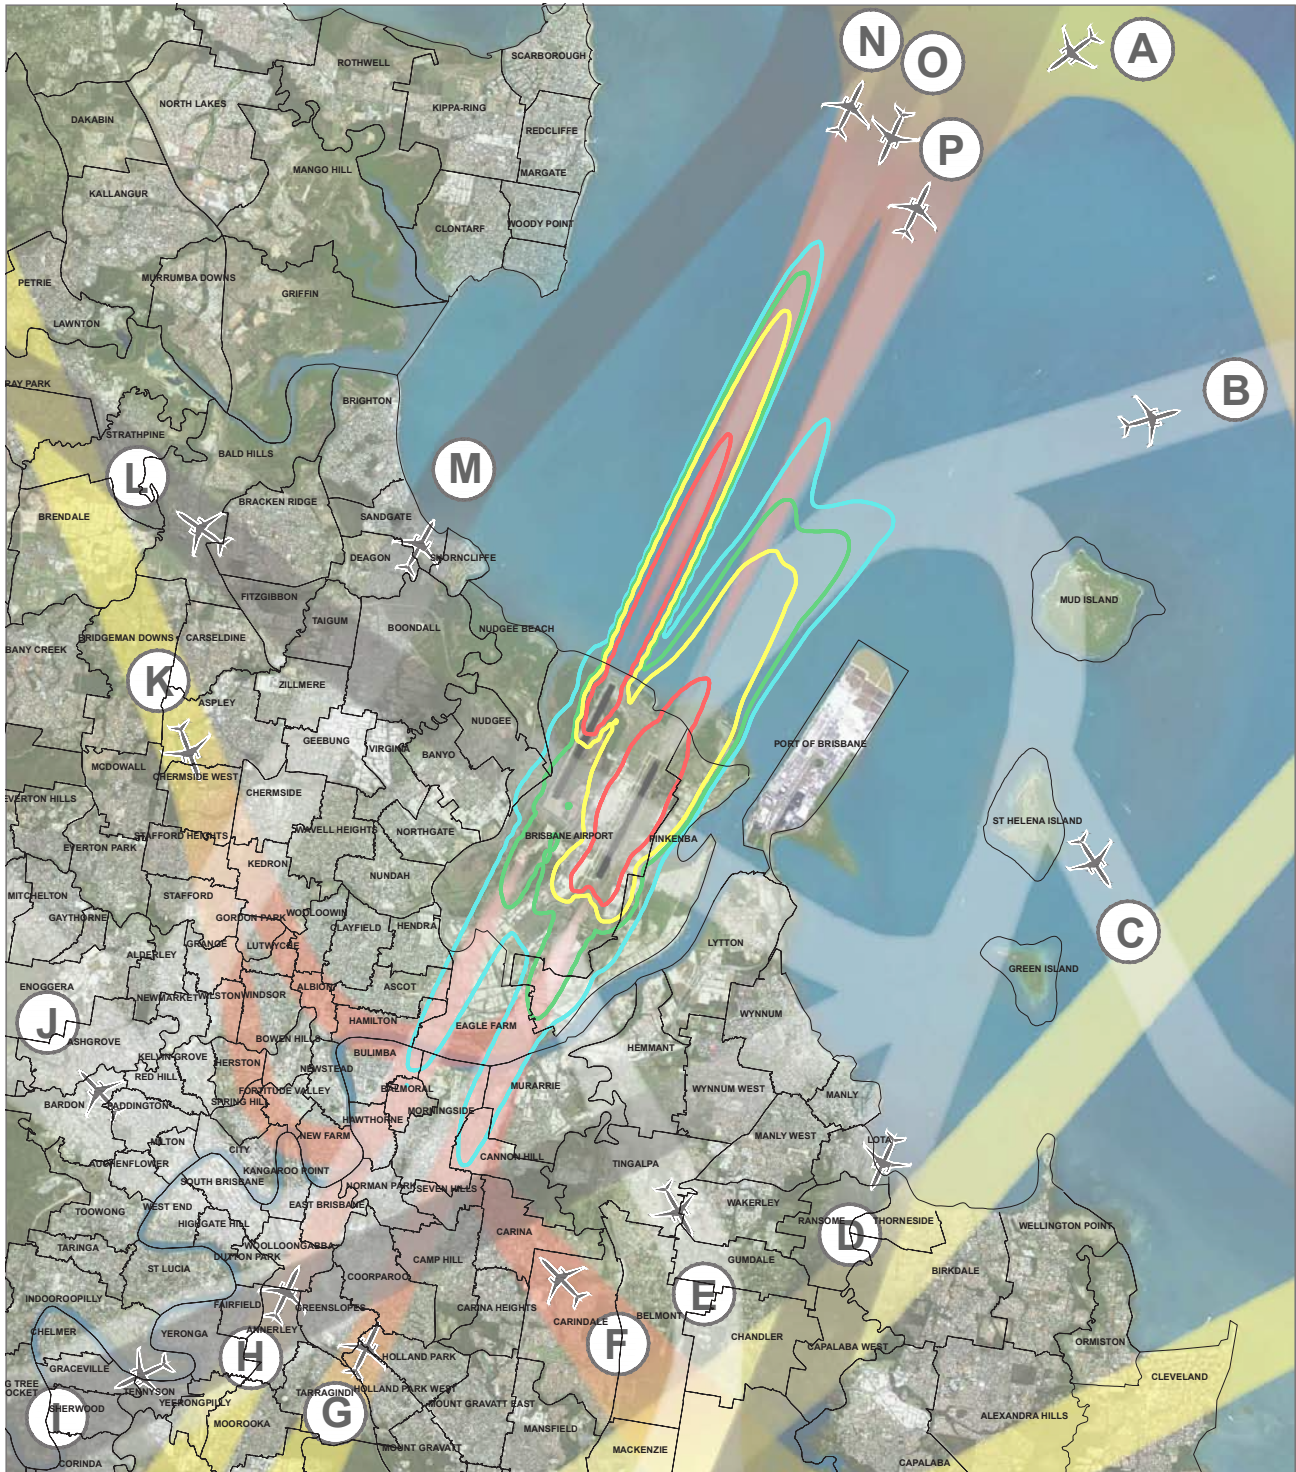 N
O
A
SCARBOROUGH
ROTHWELL
NORTH LAKES
KIPPA-RING
DAKABIN
REDCLIFFE
P
MANGO HILL
MARGATE
KALLANGUR
CLONTARF
WOODY POINT
PETRIE
MURRUMBA DOWNS
GRIFFIN
LAWNTON
RAY PARK
B
BRIGHTON
STRATHPINE
BALD HILLS
M
L
BRACKEN RIDGE
BRENDALE
SANDGATE
DEAGON
SHORNCLIFFE
FITZGIBBON
MUD ISLAND
TAIGUM
BOONDALL
NUDGEE BEACH
BRIDGEMAN DOWNS
CARSELDINE
BANY CREEK
K
ZILLMERE
ASPLEY
NUDGEE
GEEBUNG
VIRGINIA
BANYO
PORT OF BRISBANE
MCDOWALL
CHERMSIDE WEST
CHERMSIDE
EVERTON HILLS
ST HELENA ISLAND
WAVELL HEIGHTS
NORTHGATE
STAFFORD HEIGHTS
BRISBANE AIRPORT
PINKENBA
EVERTON PARK
KEDRON
NUNDAH
MITCHELTON
STAFFORD
GAYTHORNE
GORDON PARK
WOOLOOWIN
CLAYFIELD
HENDRA
C
GRANGE
LUTWYCHE
LYTTON
ALDERLEY
GREEN ISLAND
ENOGGERA
ALBION
ASCOT
NEWMARKET
WILSTON
WINDSOR
WYNNUM
J
HAMILTON
EAGLE FARM
ASHGROVE
BOWEN HILLS
HEMMANT
KELVIN GROVE
BULIMBA
HERSTON
NEWSTEAD
RED HILL
MURARRIE
WYNNUM WEST
FORTITUDE VALLEY
BALMORAL
MANLY
BARDON
PADDINGTON
SPRING HILL
MORNINGSIDE
HAWTHORNE
NEW FARM
MANLY WEST
LOTA
MILTON
CITY
CANNON HILL
AUCHENFLOWER
KANGAROO POINT
TINGALPA
SOUTH BRISBANE
NORMAN PARK
SEVEN HILLS
WEST END
EAST BRISBANE
WAKERLEY
TOOWONG
HIGHGATE HILL
RANSOME
THORNESIDE
WELLINGTON POINT
CARINA
D
TARINGA
WOOLLOONGABBA
DUTTON PARK
CAMP HILL
GUMDALE
ST LUCIA
COORPAROO
BIRKDALE
INDOOROOPILLY
FAIRFIELD
GREENSLOPES
CARINA HEIGHTS
E
BELMONT
CARINDALE
CHELMER
YERONGA
ANNERLEY
CHANDLER
ORMISTON
F
CAPALABA WEST
H
HOLLAND PARK
GRACEVILLE
CLEVELAND
G TREE
OCKET
TENNYSON
TARRAGINDI
HOLLAND PARK WEST
YEERONGPILLY
MOUNT GRAVATT EAST
SHERWOOD
I
G
ALEXANDRA HILLS
MOOROOKA
MANSFIELD
MOUNT GRAVATT
MACKENZIE
CORINDA
CAPALABA